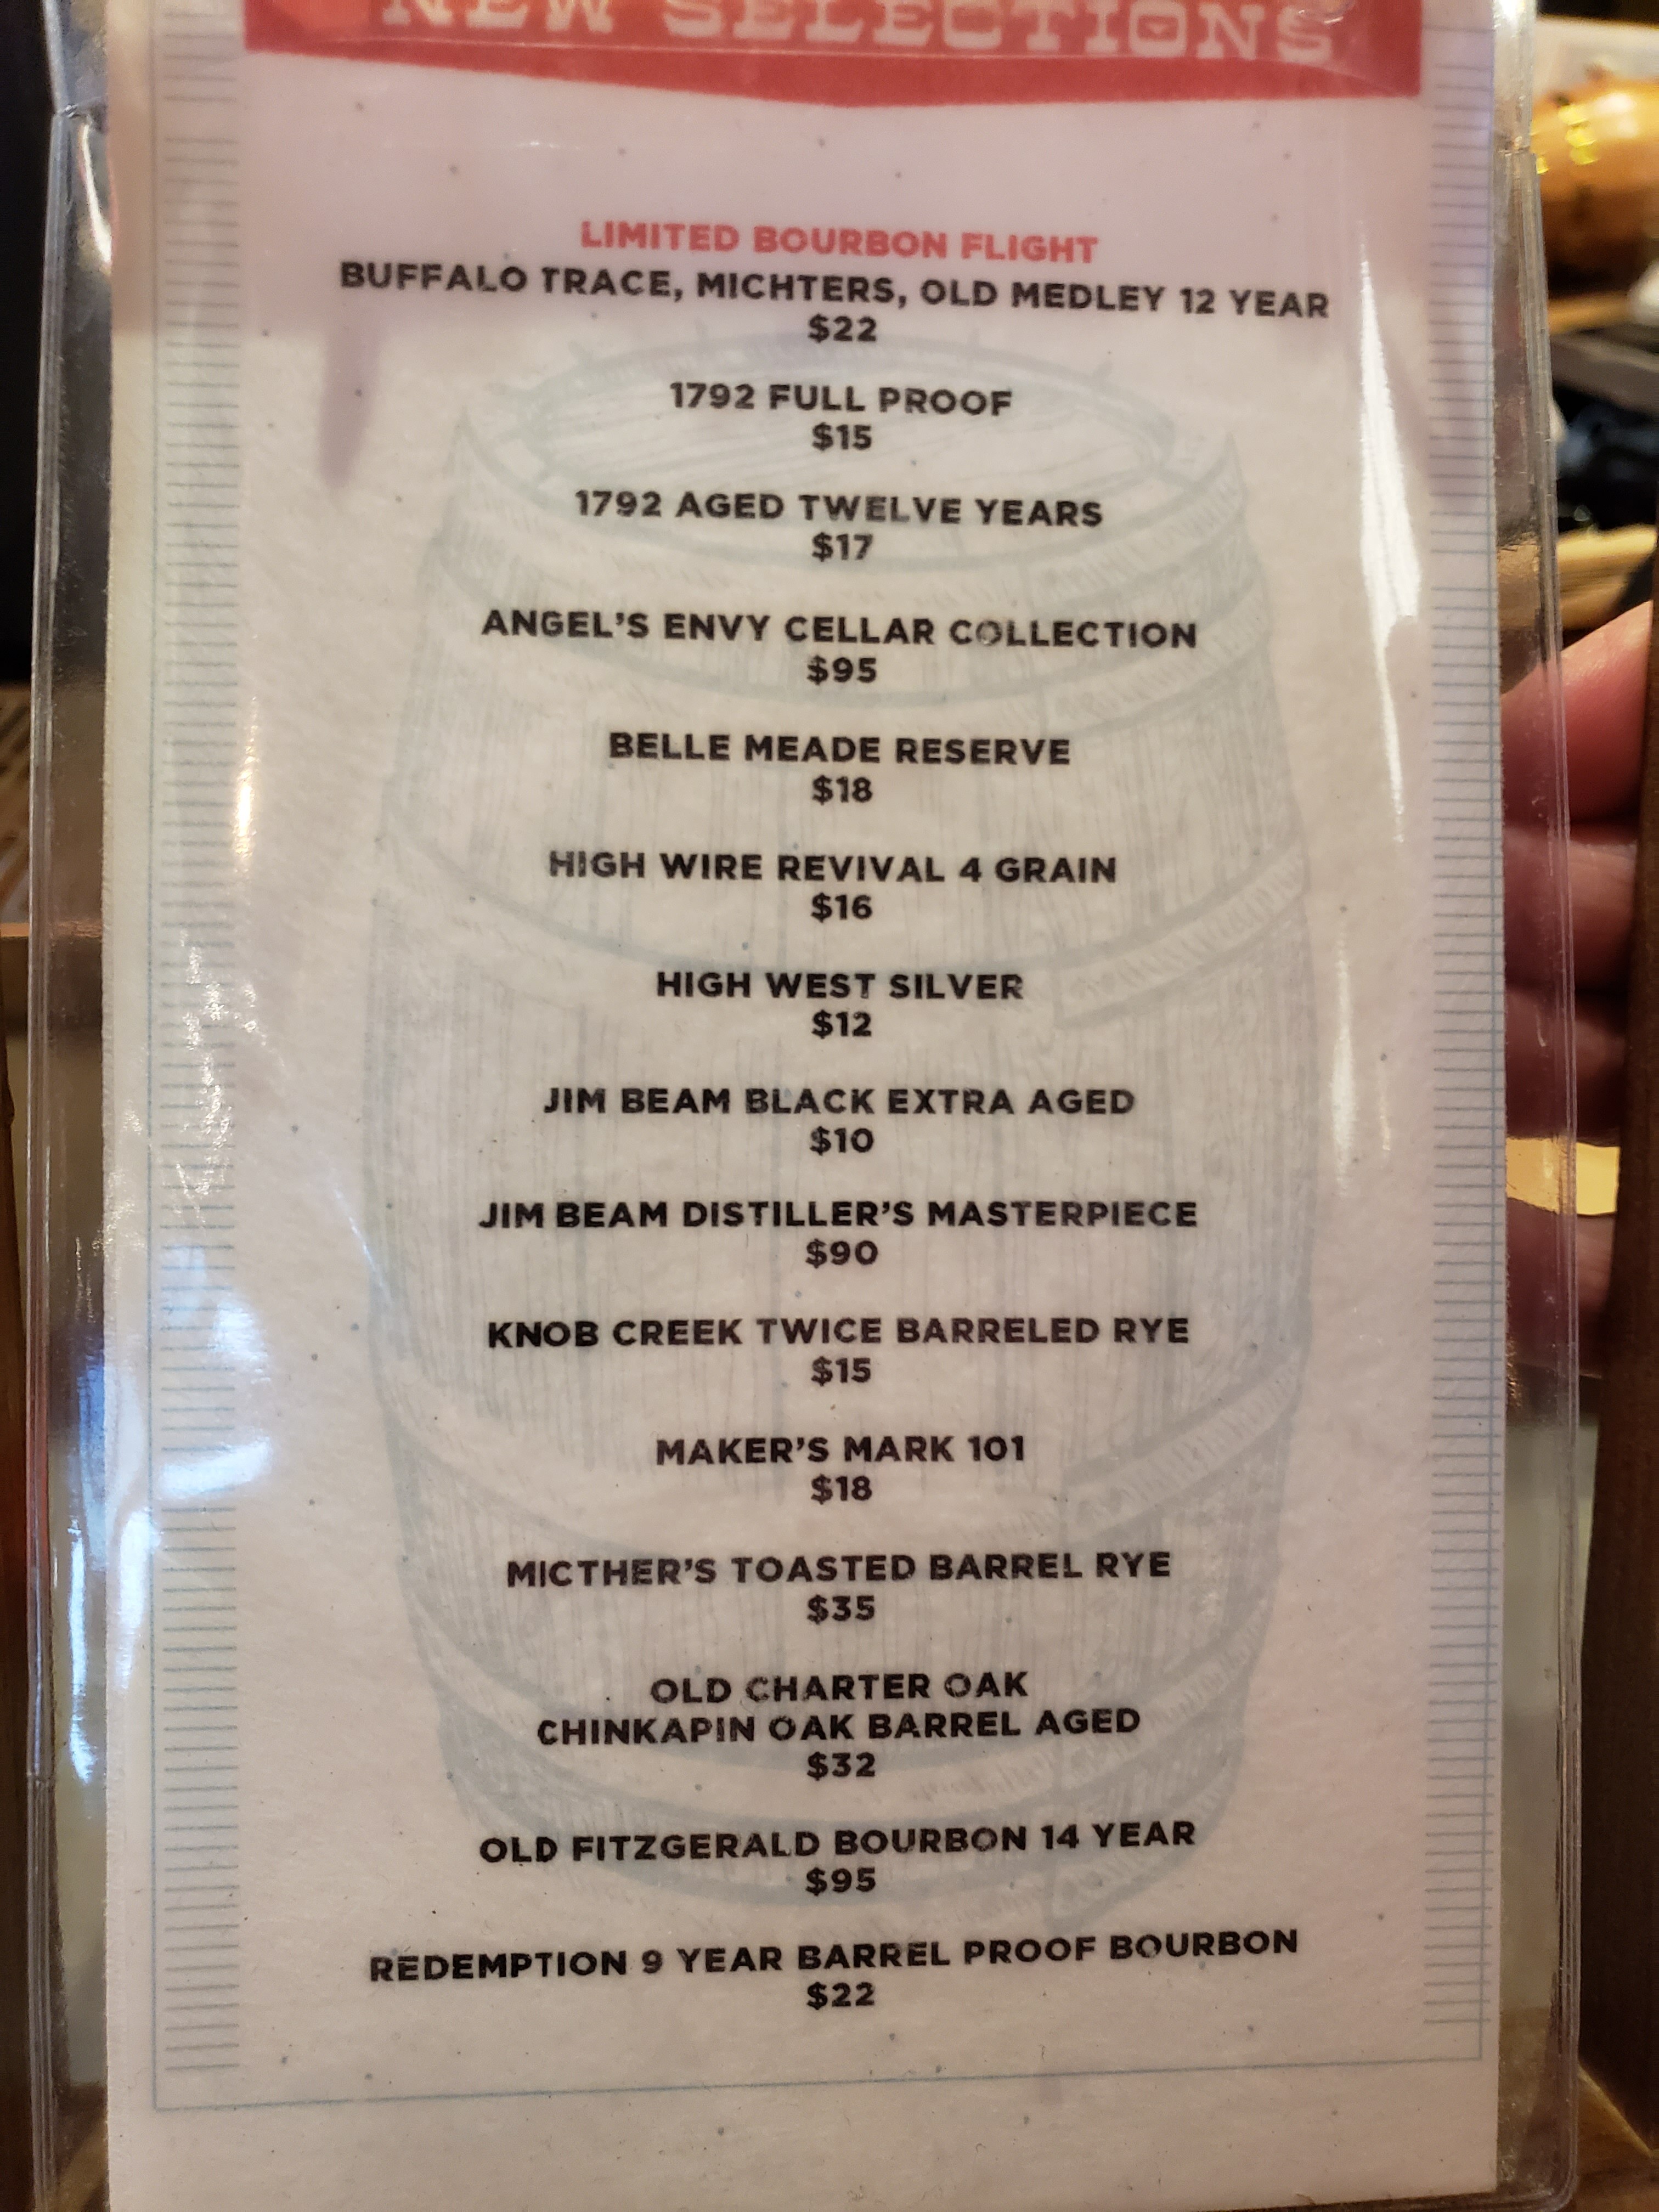 NEW SELECTIONS
LIMITED BOURBON FLIGHT
BUFFALO TRACE, MICHTERS, OLD MEDLEY 12 YEAR
$22
1792 FULL PROOF
$15
1792 AGED TWELVE YEARS
$17
ANGEL'S ENVY CELLAR COLLECTION
$95
BELLE MEADE RESERVE
$18
HIGH WIRE REVIVAL 4 GRAIN
$16
HIGH WEST SILVER
$12
JIM BEAM BLACK EXTRA AGED
$10
JIM BEAM DISTILLER'S MASTERPIECE
$90
KNOB CREEK TWICE BARRELED RYE
$15
MAKER'S MARK 101
$18
MICTHER'S TOASTED BARREL RYE
$35
OLD CHARTER OAK
CHINKAPIN OAK BARREL AGED
$32
OLD FITZGERALD BOURBON 14 YEAR
$95
REDEMPTION 9 YEAR BARREL PROOF BOURBON
$22